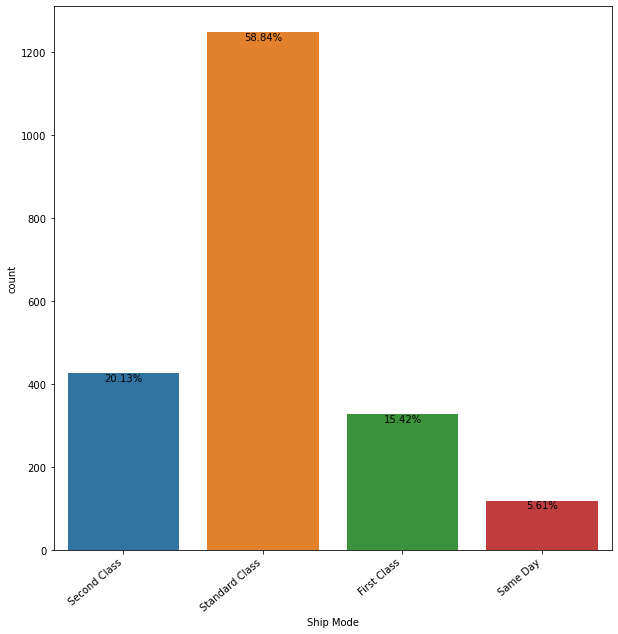 58.84%
20.13%
15.42%
5.61%
1200
1000
800
600
400
200
0
count
Second Class
Standard Class
First Class
Same Day
Ship Mode